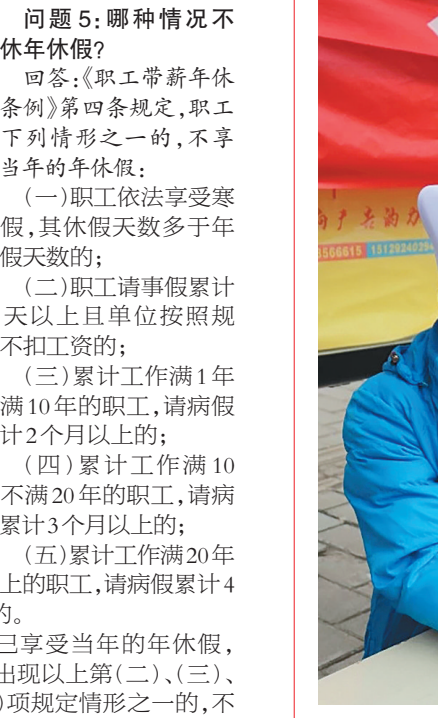 问题5:哪种情况不
休年休假?
回答:《职工带薪年休
条例》第四条规定,职工
下列情形之一的,不享
当年的年休假:
(一)职工依法享受寒
假,其休假天数多于年
假天数的;
(二)职工请事假累计
天以上且单位按照规
不扣工资的;
(三)累计工作满1年
满10年的职工,请病假
计2个月以上的;
(四)累计工作满10
不满20年的职工,请病
累计3个月以上的;
(五)累计工作满20年
上的职工,请病假累计4
的。
已享受当年的年休假,
出现以上第(二)、(三)、
)项规定情形之一的,不